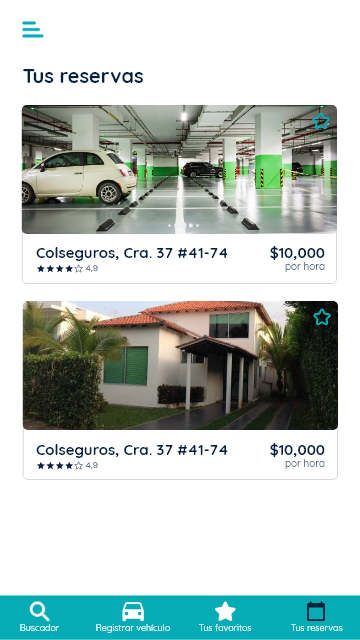 Tus reservas
Colseguros, Cra. 37 #41-74
$10,000
4,9
por hora
Colseguros, Cra. 37 #41-74
$10,000
4,9
por hora
Buscador
Registrar vehículo
Tus favoritos
Tus reservas